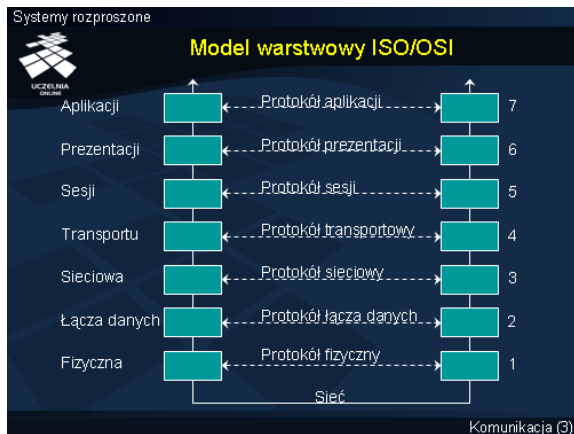 Systemy rozproszone
Model warstwowy ISO/OSI
UCZELNIA
ONLINE
Aplikacji Protokół aplikacji 7
Prezentacji Protokół prezentacji 6
Sesji Protokół sesji 5
Transportu Protokół transportowy 4
Sieciowa Protokół sieciowy 3
Łącza danych Protokół łącza danych 2
Fizyczna Protokół fizyczny 1
Sieć
Komunikacja (3)